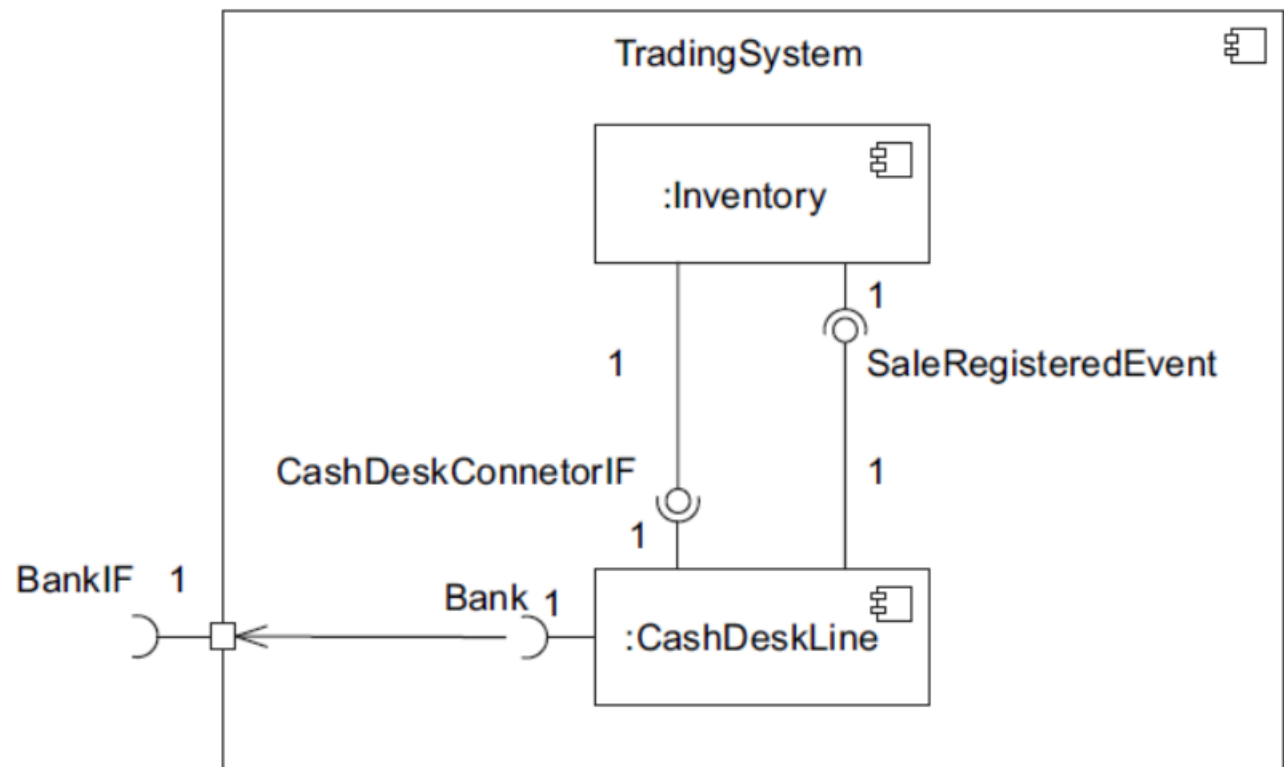 TradingSystem
:Inventory
1
1
SaleRegisteredEvent
CashDeskConnetorIF
1
1
BankIF 1
Bank 1
:CashDeskLine